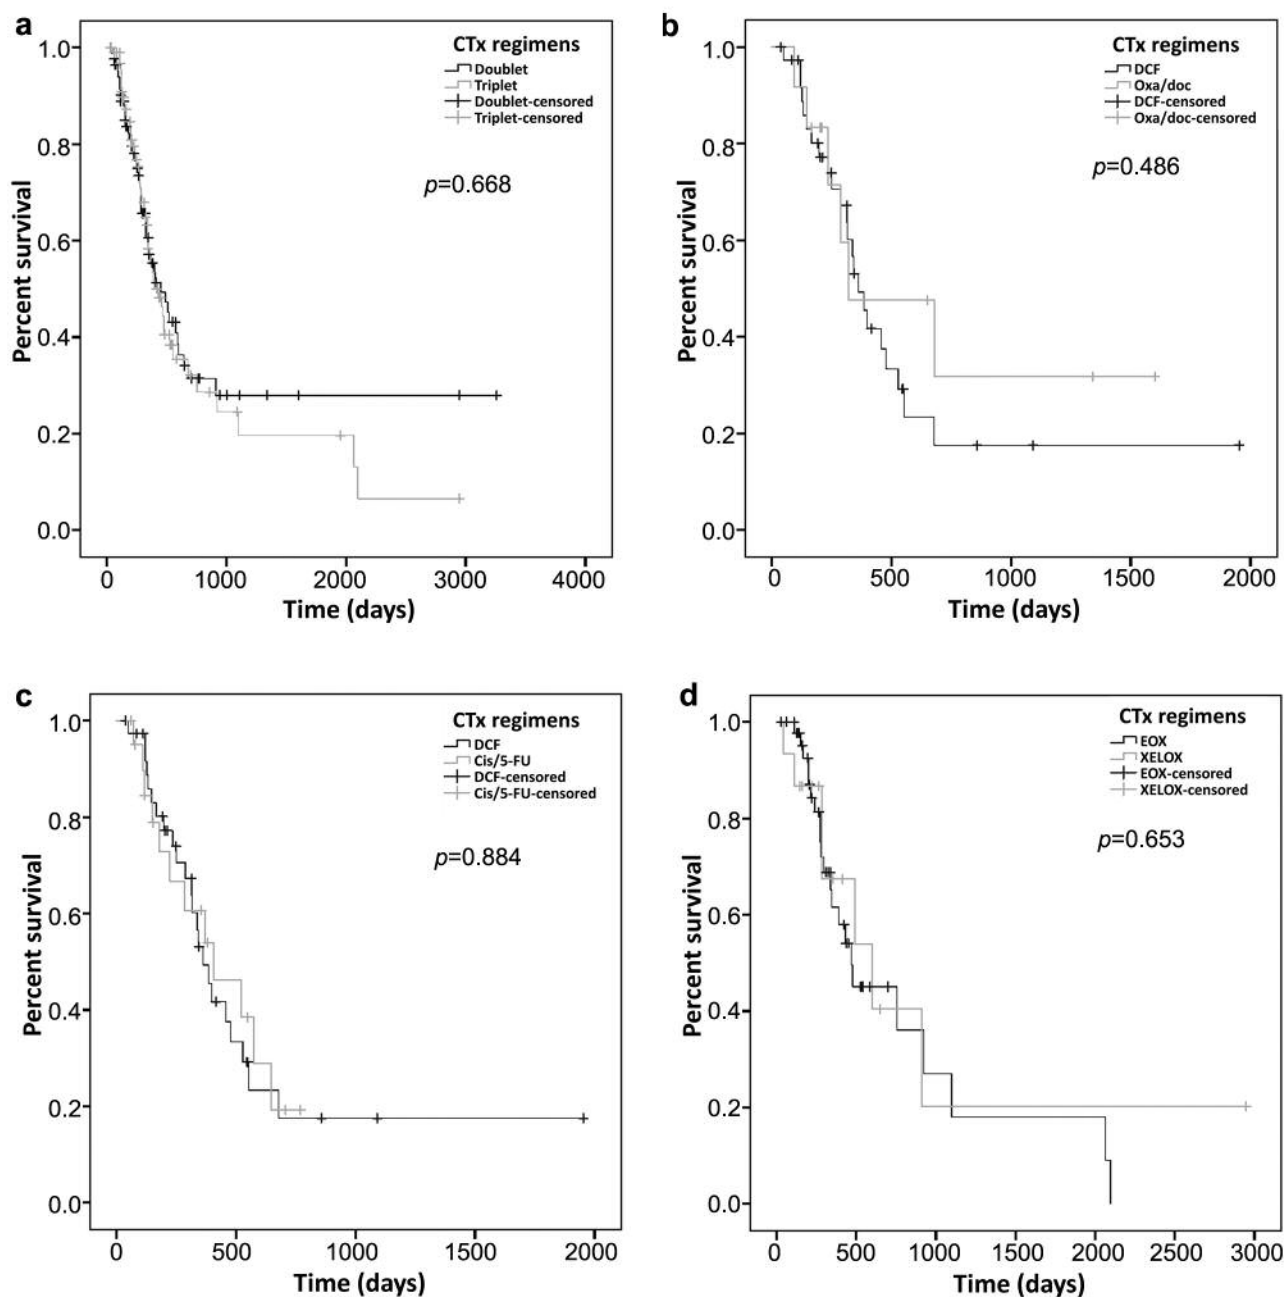 a
CTx regimens
Doublet
Triplet
Doublet-censored
Triplet-censored
p=0.668
Percent survival
1.0
0.8
0.6
0.4
0.2
0.0
0 1000 2000 3000 4000
Time (days)
b
CTx regimens
DCF
Oxa/doc
DCF-censored
Oxa/doc-censored
p=0.486
Percent survival
1.0
0.8
0.6
0.4
0.2
0.0
0 500 1000 1500 2000
Time (days)
c
CTx regimens
DCF
Cis/5-FU
DCF-censored
Cis/5-FU-censored
p=0.884
Percent survival
1.0
0.8
0.6
0.4
0.2
0.0
0 500 1000 1500 2000
Time (days)
d
CTx regimens
EOX
XELOX
EOX-censored
XELOX-censored
p=0.653
Percent survival
1.0
0.8
0.6
0.4
0.2
0.0
0 500 1000 1500 2000 2500 3000
Time (days)